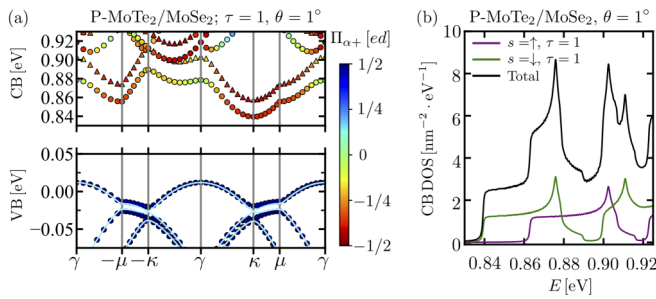 (a) P-MoTe₂/MoSe₂; τ = 1, θ = 1°
Π_{α+} [ed]
CB [eV]
0.92
0.90
0.88
0.86
0.84
VB [eV]
0.05
0.00
−0.05
γ −μ −κ γ κ μ γ
1/2
1/4
0
−1/4
−1/2
(b) P-MoTe₂/MoSe₂, θ = 1°
s =↑, τ = 1
s =↓, τ = 1
Total
CB DOS [nm⁻² · eV⁻¹]
8
6
4
2
0
0.84 0.86 0.88 0.90 0.92
E [eV]